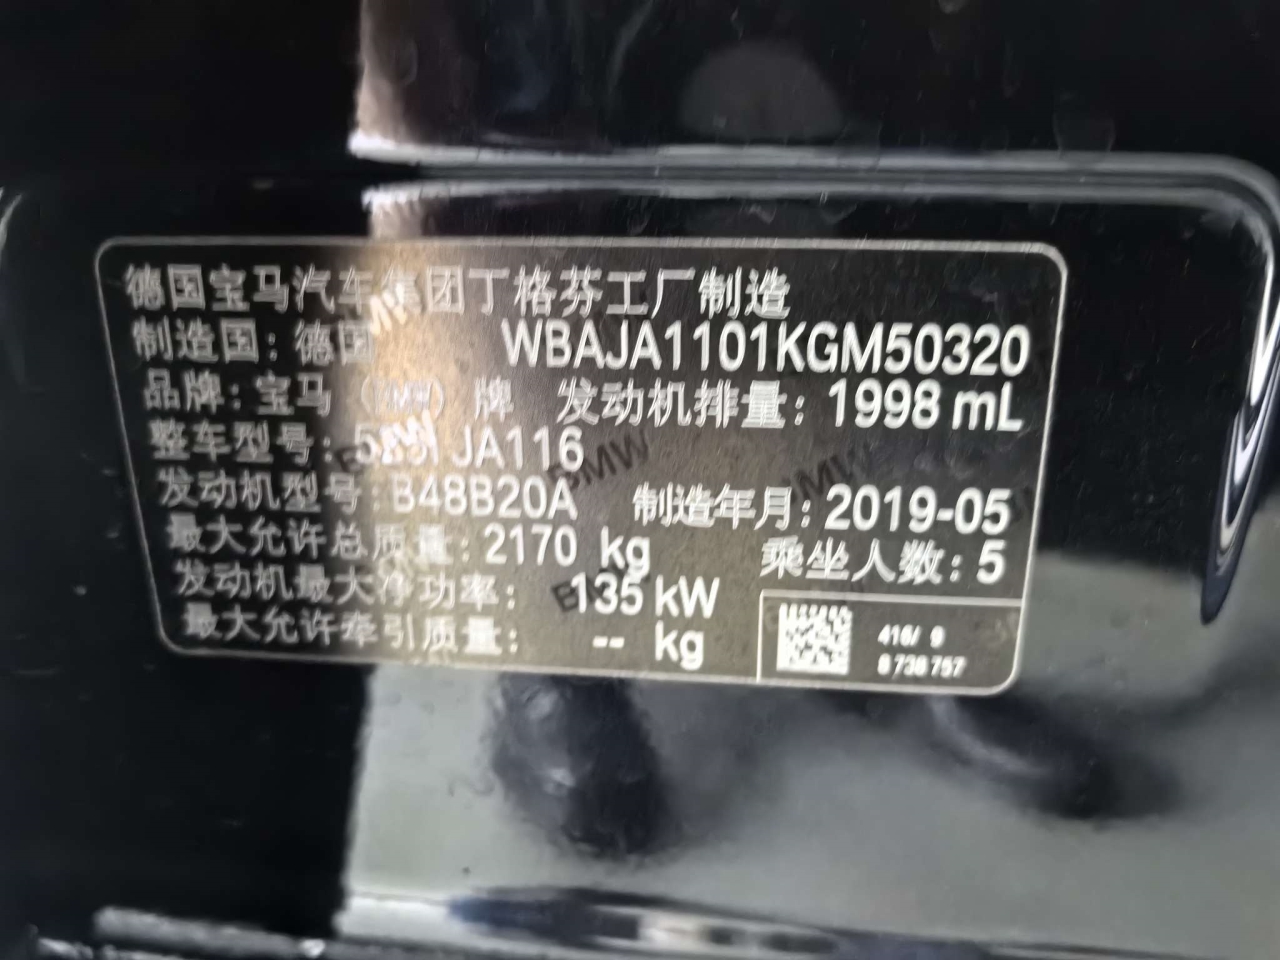 德国宝马汽车集团丁格芬工厂制造
制造国：德国 WBAJA1101KGM50320
品牌：宝马（BMW）牌 发动机排量：1998 mL
整车型号：JA116
发动机型号：B48B20A 制造年月：2019-05
最大允许总质量：2170 kg 乘坐人数：5
发动机最大净功率：135 kW
最大允许牵引质量：-- kg
416/ 9
8 738 757